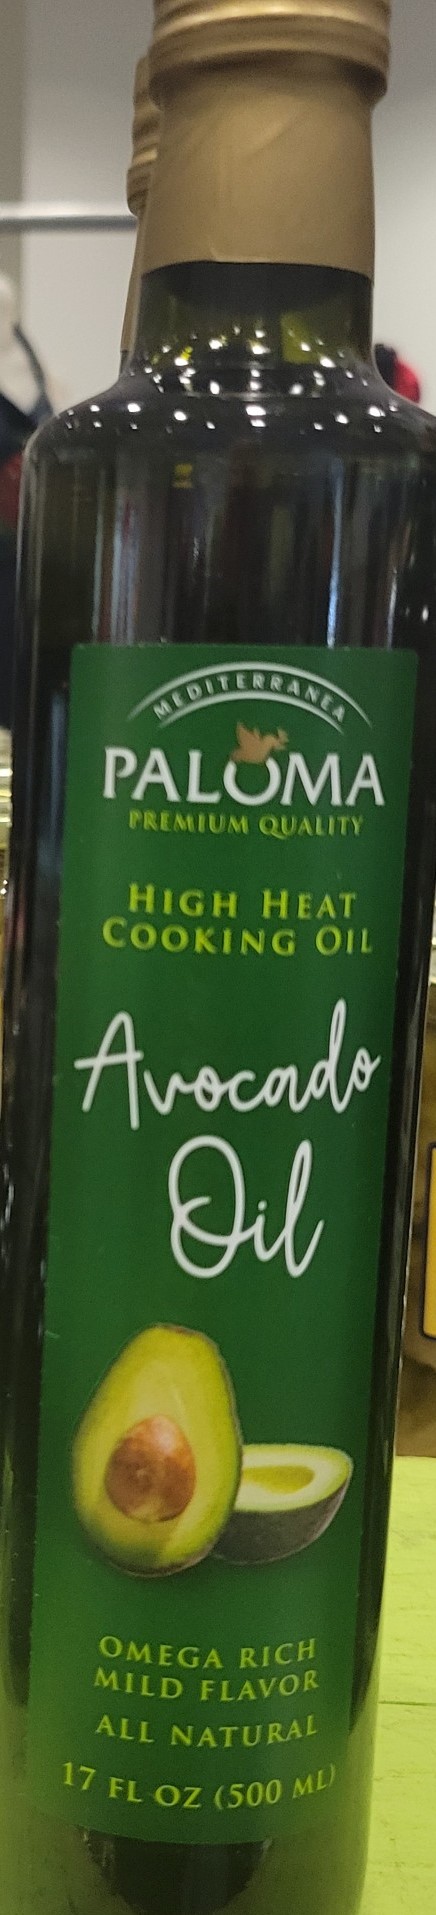 MEDITERRANEA
PALOMA
PREMIUM QUALITY
HIGH HEAT
COOKING OIL
Avocado
Oil
OMEGA RICH
MILD FLAVOR
ALL NATURAL
17 FL OZ (500 ML)